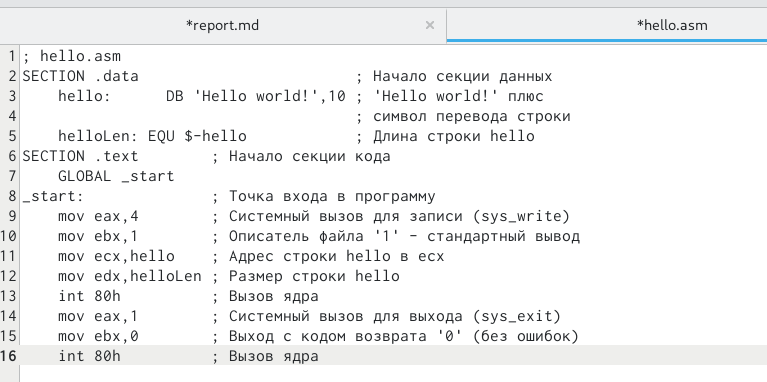 *report.md × *hello.asm
1 ; hello.asm
2 SECTION .data                        ; Начало секции данных
3     hello:      DB 'Hello world!',10 ; 'Hello world!' плюс
4                                      ; символ перевода строки
5     helloLen: EQU $-hello            ; Длина строки hello
6 SECTION .text        ; Начало секции кода
7     GLOBAL _start
8 _start:              ; Точка входа в программу
9     mov eax,4        ; Системный вызов для записи (sys_write)
10     mov ebx,1        ; Описатель файла '1' - стандартный вывод
11     mov ecx,hello    ; Адрес строки hello в ecx
12     mov edx,helloLen ; Размер строки hello
13     int 80h          ; Вызов ядра
14     mov eax,1        ; Системный вызов для выхода (sys_exit)
15     mov ebx,0        ; Выход с кодом возврата '0' (без ошибок)
16     int 80h          ; Вызов ядра